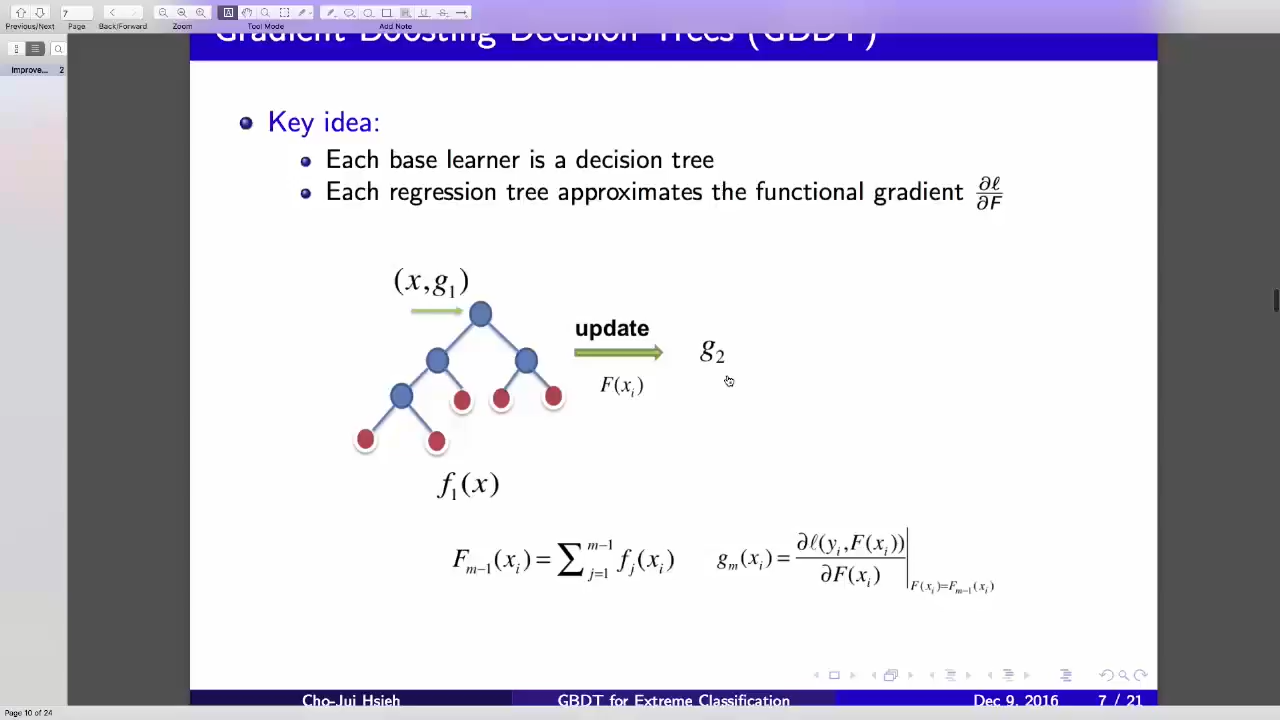 7
Previous/Next Page Back/Forward Zoom Tool Mode Add Note
improve... 2
Gradient Boosting Decision Trees (GBDT)
Key idea:
Each base learner is a decision tree
Each regression tree approximates the functional gradient ∂ℓ/∂F
(x,g₁)
update
g₂
F(xᵢ)
f₁(x)
Fₘ₋₁(xᵢ) = ∑ⱼ₌₁ᵐ⁻¹ fⱼ(xᵢ) gₘ(xᵢ) = ∂ℓ(yᵢ,F(xᵢ))/∂F(xᵢ) |F(xᵢ)=Fₘ₋₁(xᵢ)
Cho-Jui Hsieh GBDT for Extreme Classification Dec 9, 2016 7 / 21
Page 10 of 24